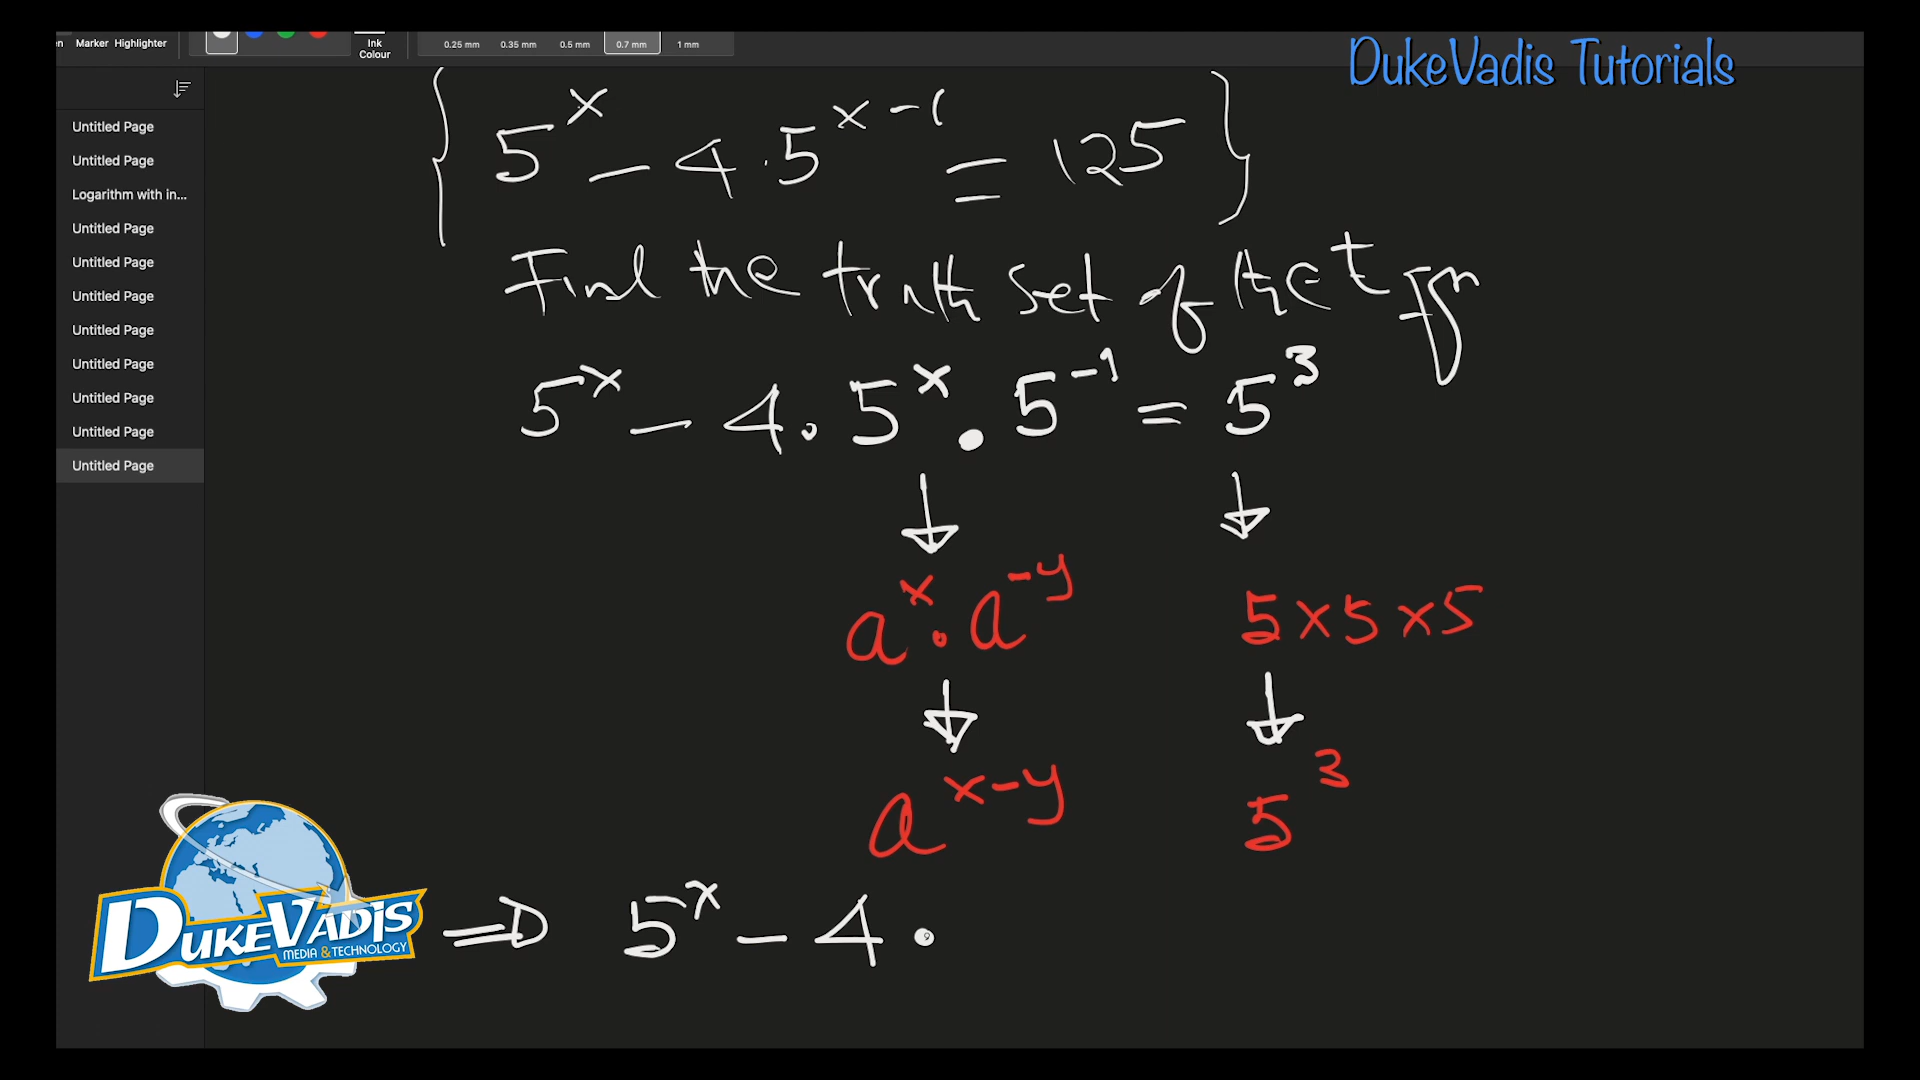 en Marker Highlighter Ink Colour 0.25 mm 0.35 mm 0.5 mm 0.7 mm 1 mm
DukeVadis Tutorials
Untitled Page
Untitled Page
Logarithm with in...
Untitled Page
Untitled Page
Untitled Page
Untitled Page
Untitled Page
Untitled Page
Untitled Page
Untitled Page
{ 5^x - 4 . 5^(x-1) = 125 }
Find the truth set of that Eqn
5^x - 4 . 5^x . 5^-1 = 5^3
a^x . a^-y 5 × 5 × 5
a^(x-y) 5^3
⇒ 5^x - 4 .
DUKEVADIS
MEDIA & TECHNOLOGY